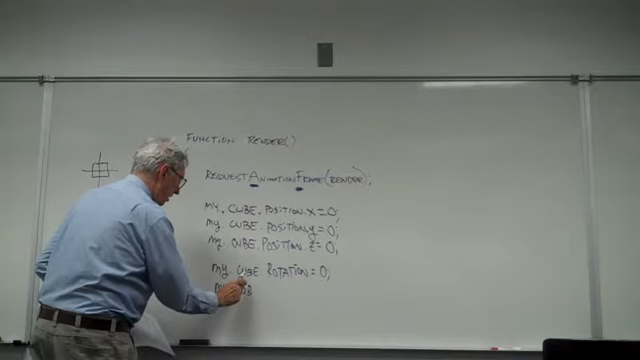 FUNCTION RENDER()
REQUESTANIMATIONFRAME(RENDER);
MY.CUBE.POSITION.X=0;
MY.CUBE.POSITION.y=0;
MY.CUBE.POSITION.Z=0;
MY.CUBE.ROTATION=0;